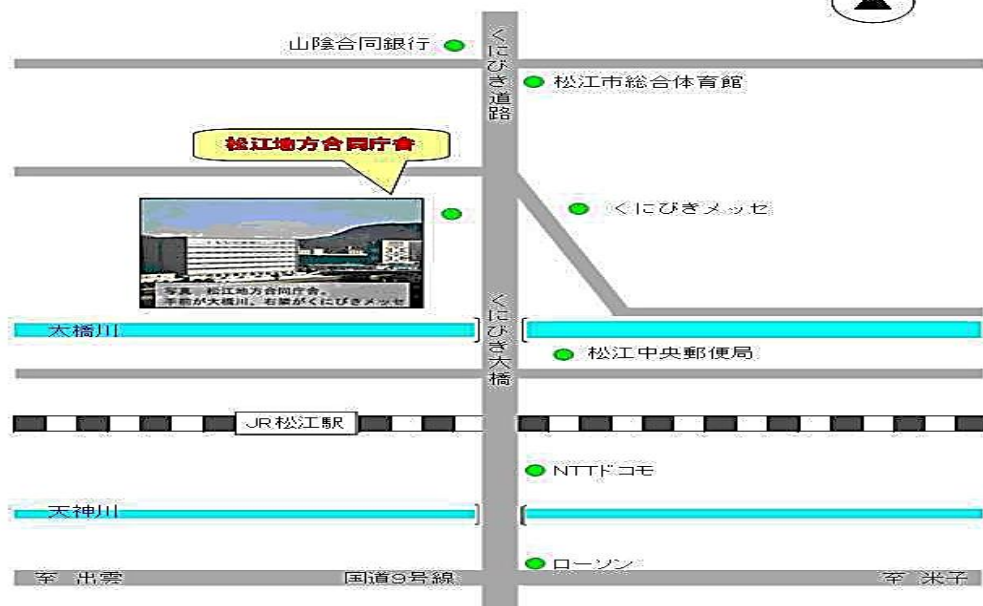 山陰合同銀行
くにびき道路
松江市総合体育館
松江地方合同庁舎
くにびきメッセ
写真 松江地方合同庁舎。
手前が大橋川、右隣がくにびきメッセ
大橋川
くにびき大橋
松江中央郵便局
JR松江駅
NTTドコモ
天神川
ローソン
至 出雲
国道9号線
至 米子